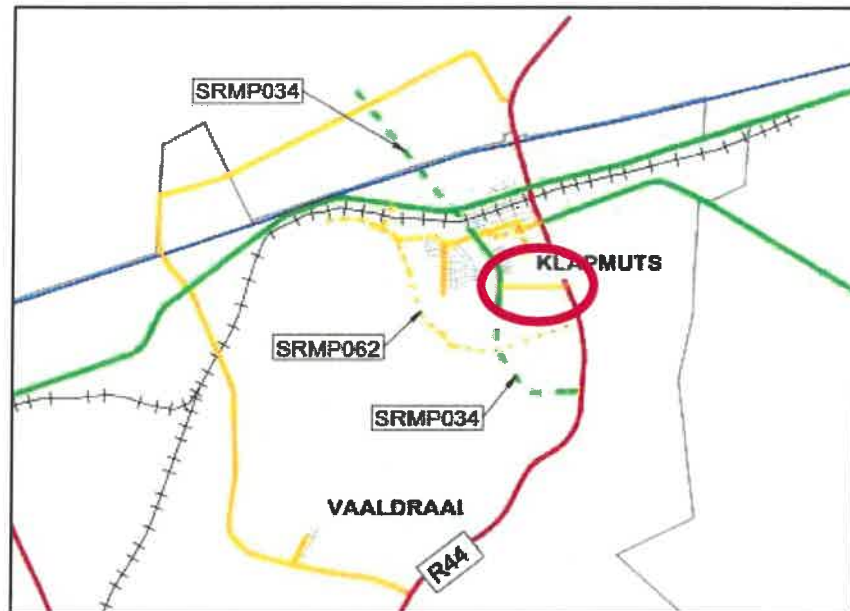 SRMP034
KLAPMUTS
SRMP062
SRMP034
VAALDRAAI
R44